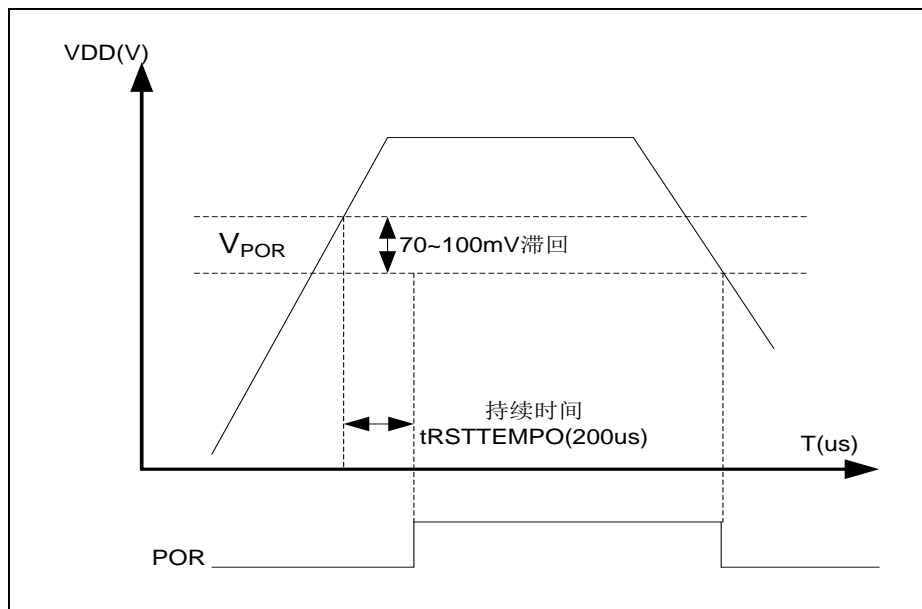 VDD(V)
VPOR
70~100mV滞回
持续时间
tRSTTEMPO(200us)
T(us)
POR